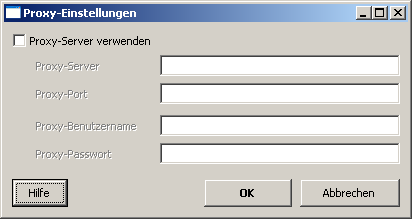 Proxy-Einstellungen
Proxy-Server verwenden
Proxy-Server
Proxy-Port
Proxy-Benutzername
Proxy-Passwort
Hilfe
OK
Abbrechen